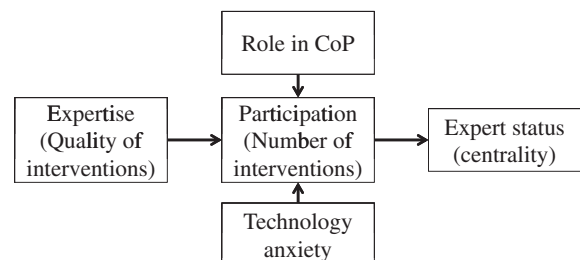 Role in CoP
Expertise
(Quality of
interventions)
Participation
(Number of
interventions)
Expert status
(centrality)
Technology
anxiety